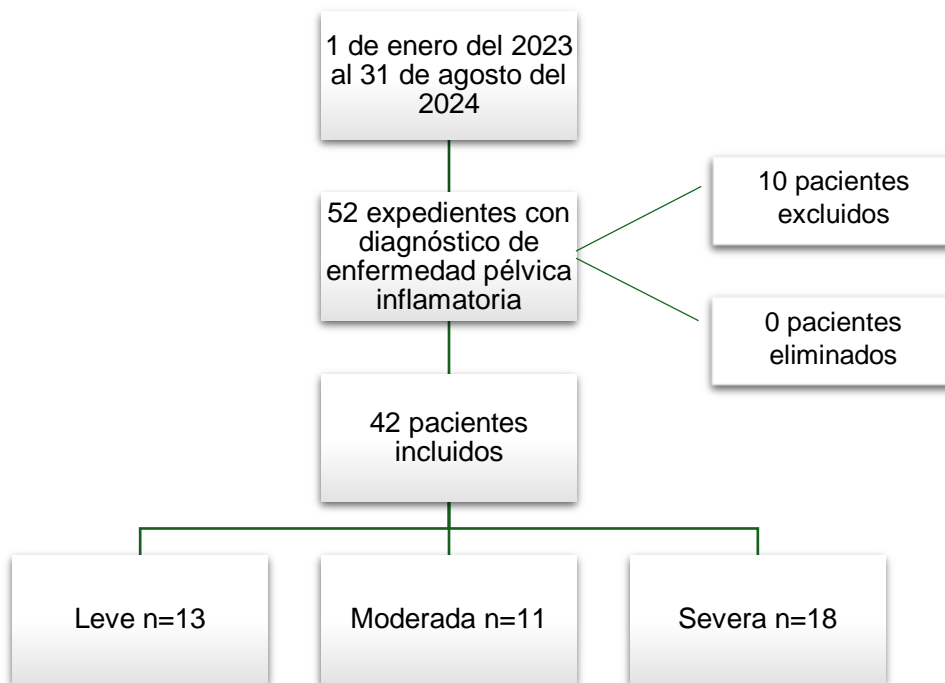 1 de enero del 2023
al 31 de agosto del
2024
52 expedientes con
diagnóstico de
enfermedad pélvica
inflamatoria
10 pacientes
excluidos
0 pacientes
eliminados
42 pacientes
incluidos
Leve n=13
Moderada n=11
Severa n=18